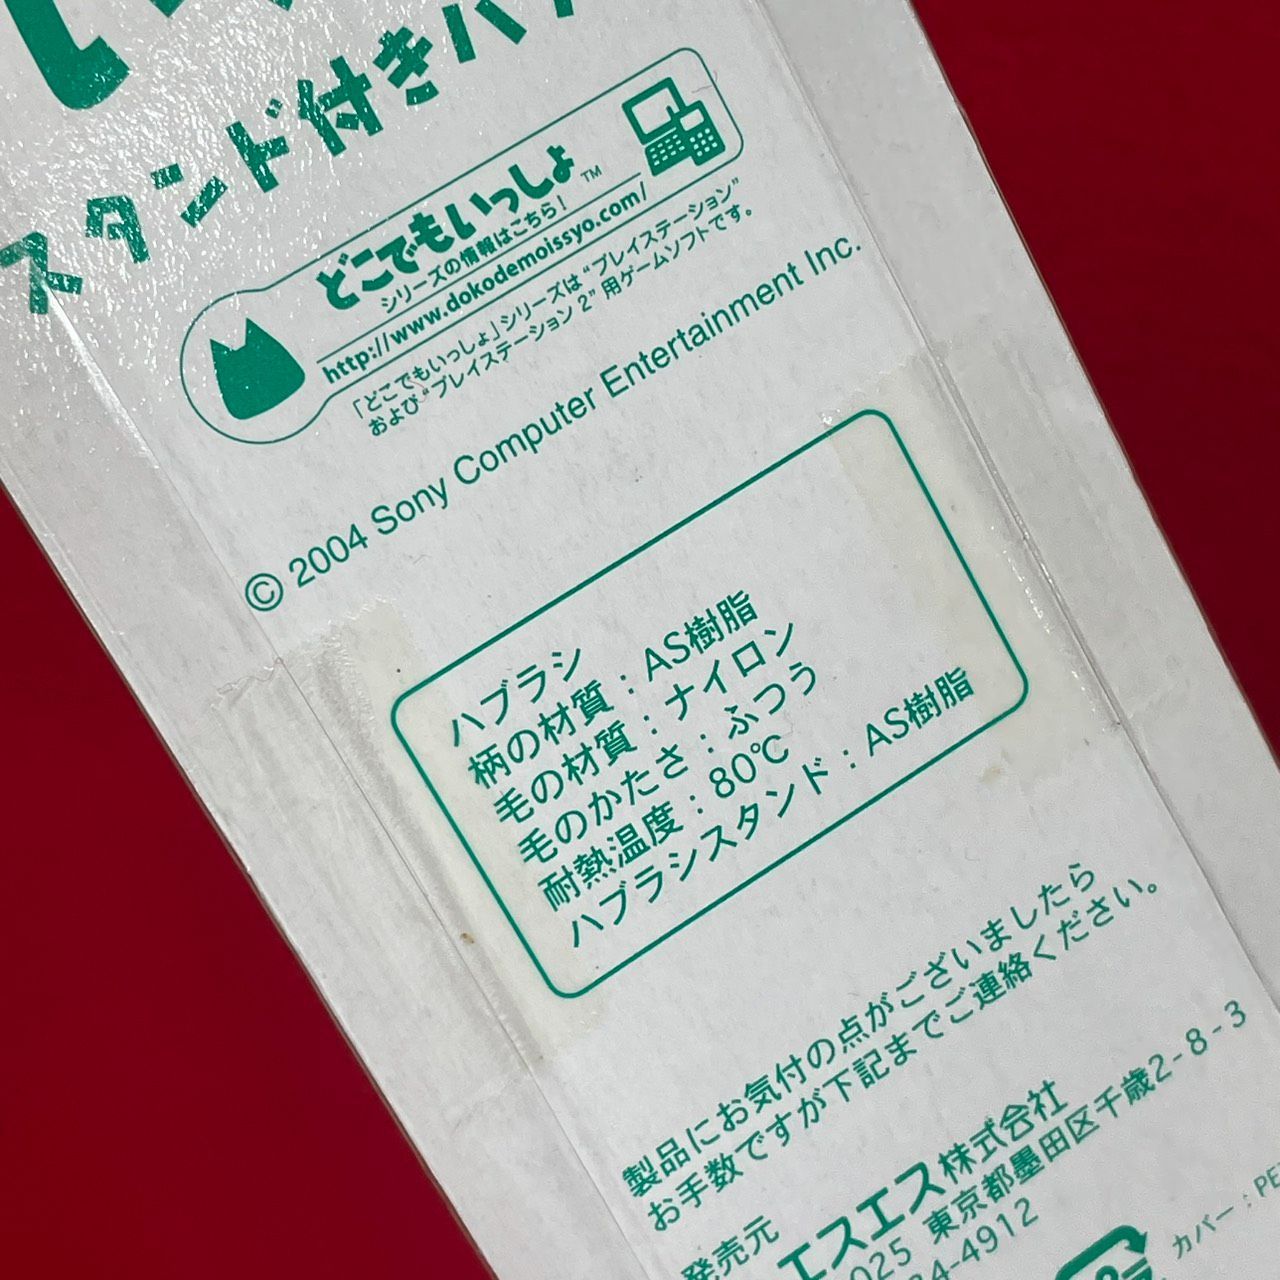 スタンド付きハブ
どこでもいっしょ™
シリーズの情報はこちら!
http://www.dokodemoissyo.com/
「どこでもいっしょ」シリーズは“プレイステーション”
および“プレイステーション 2”用ゲームソフトです。
© 2004 Sony Computer Entertainment Inc.
ハブラシ
柄の材質：AS樹脂
毛の材質：ナイロン
毛のかたさ：ふつう
耐熱温度：80℃
ハブラシスタンド：AS樹脂
製品にお気付の点がございましたら
お手数ですが下記までご連絡ください。
発売元 エスエス株式会社
025 東京都墨田区千歳2-8-3
4-4912
カバー：PE